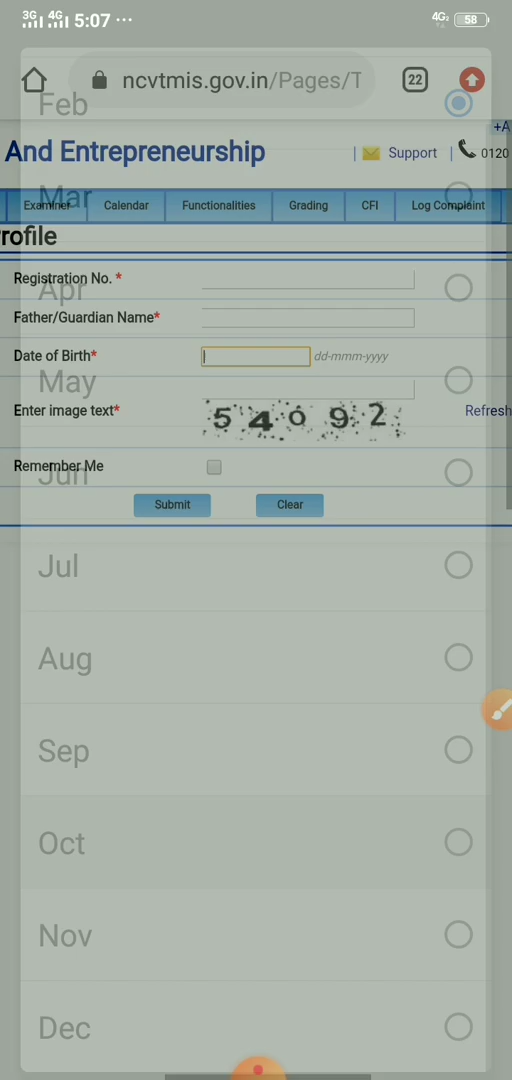 3G 4G 5:07 ... 4G 58
ncvtmis.gov.in/Pages/T 22
Feb
+A
And Entrepreneurship | Support | 0120
Mar
Examiner Calendar Functionalities Grading CFI Log Complaint
rofile
Registration No. *
Apr
Father/Guardian Name*
Date of Birth* dd-mmm-yyyy
May
Enter image text* 54092 Refresh
Remember Me
Jun
Submit Clear
Jul
Aug
Sep
Oct
Nov
Dec